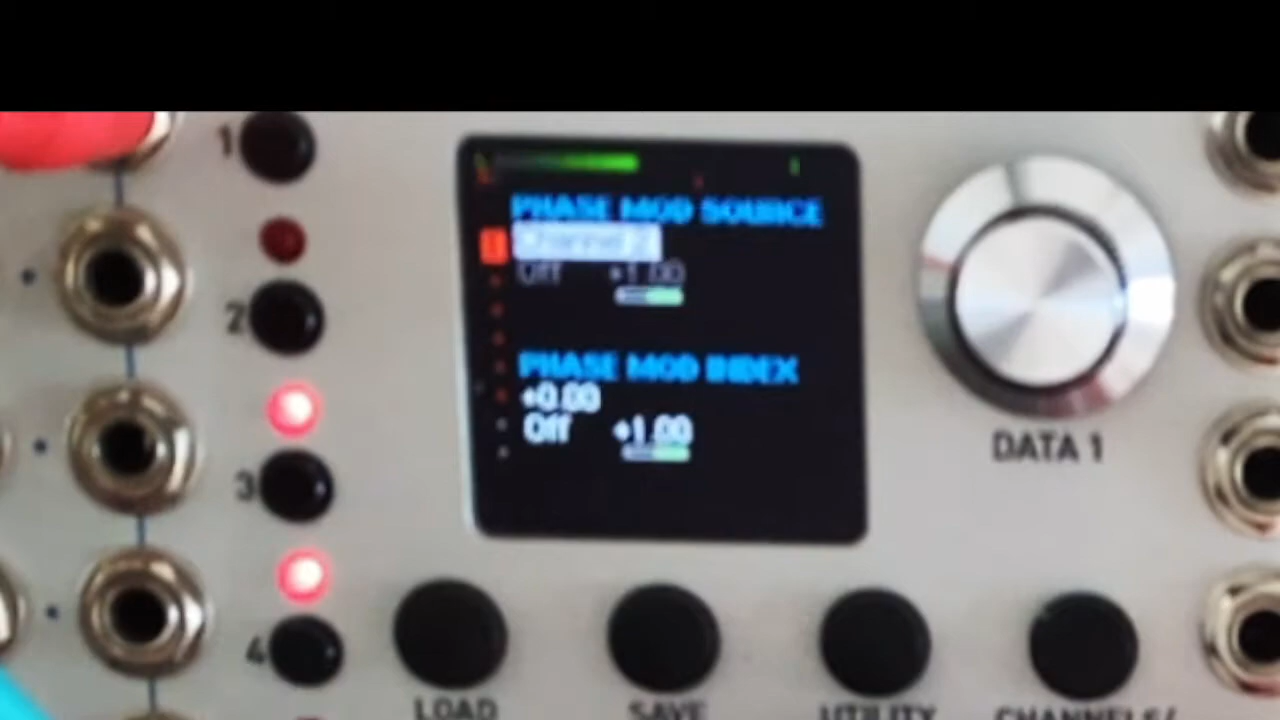 1
PHASE MOD SOURCE
Channel
Off +1.00
2
PHASE MOD INDEX
+0.00
Off +1.00
DATA 1
3
4
LOAD SAVE UTILITY CHANNELS/